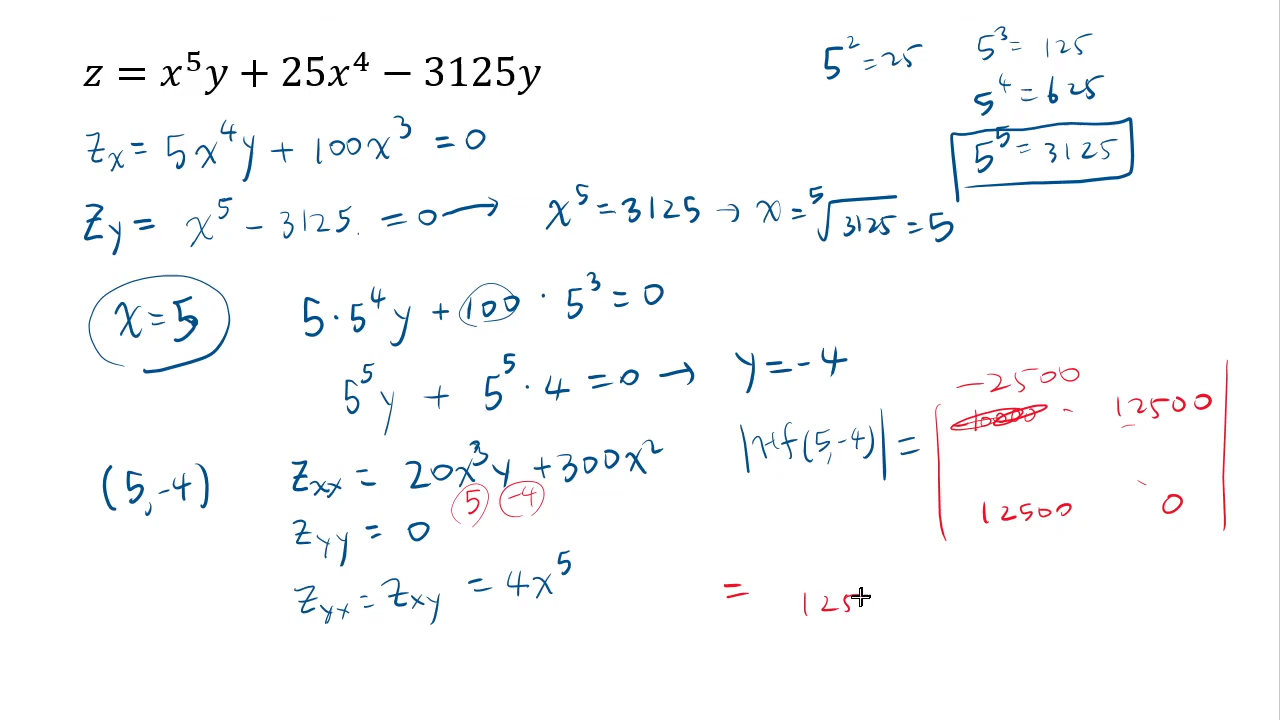 z = x⁵y + 25x⁴ − 3125y
5² = 25
5³ = 125
5⁴ = 625
5⁵ = 3125
Zx = 5x⁴y + 100x³ = 0
Zy = x⁵ − 3125 = 0 → x⁵ = 3125 → x = ⁵√3125 = 5
x = 5
5·5⁴y + 100·5³ = 0
5⁵y + 5⁵·4 = 0 → y = −4
(5,−4)
Zxx = 20x³y + 300x²
5 −4
Zyy = 0
Zyx = Zxy = 4x⁵
|Hf(5,−4)| =
−2500 12500
12500 0
= 125